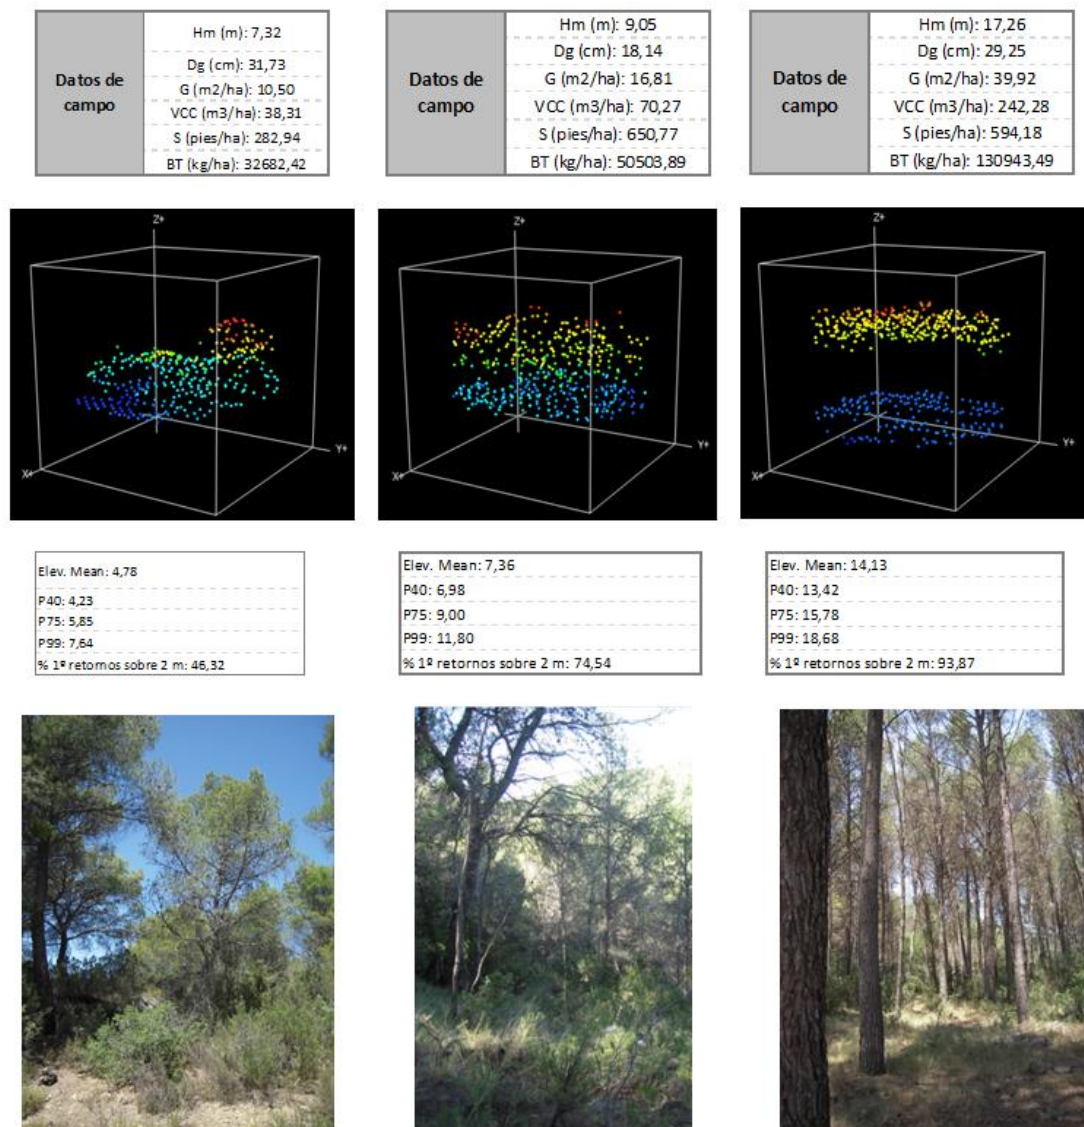 Datos de
campo
Hm (m): 7,32
Dg (cm): 31,73
G (m2/ha): 10,50
VCC (m3/ha): 38,31
S (pies/ha): 282,94
BT (kg/ha): 32682,42
Datos de
campo
Hm (m): 9,05
Dg (cm): 18,14
G (m2/ha): 16,81
VCC (m3/ha): 70,27
S (pies/ha): 650,77
BT (kg/ha): 50503,89
Datos de
campo
Hm (m): 17,26
Dg (cm): 29,25
G (m2/ha): 39,92
VCC (m3/ha): 242,28
S (pies/ha): 594,18
BT (kg/ha): 130943,49
Z+
X+
Y+
Z+
X+
Y+
Z+
X+
Y+
Elev. Mean: 4,78
P40: 4,23
P75: 5,85
P99: 7,64
% 1º retornos sobre 2 m: 46,32
Elev. Mean: 7,36
P40: 6,98
P75: 9,00
P99: 11,80
% 1º retornos sobre 2 m: 74,54
Elev. Mean: 14,13
P40: 13,42
P75: 15,78
P99: 18,68
% 1º retornos sobre 2 m: 93,87